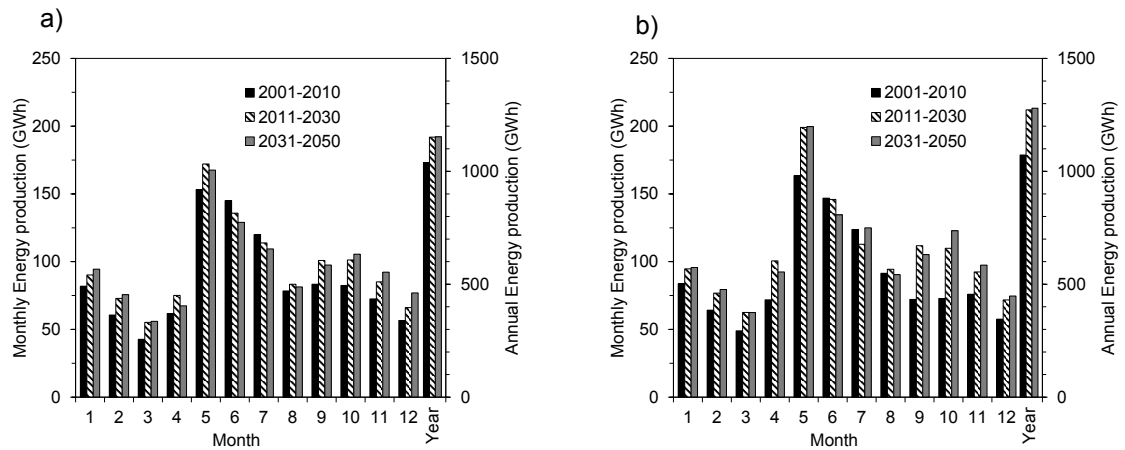 a)
250
200
150
100
50
0
Monthly Energy production (GWh)
1500
1000
500
0
Annual Energy production (GWh)
2001-2010
2011-2030
2031-2050
1 2 3 4 5 6 7 8 9 10 11 12 Year
Month
b)
250
200
150
100
50
0
Monthly Energy production (GWh)
1500
1000
500
0
Annual Energy production (GWh)
2001-2010
2011-2030
2031-2050
1 2 3 4 5 6 7 8 9 10 11 12 Year
Month